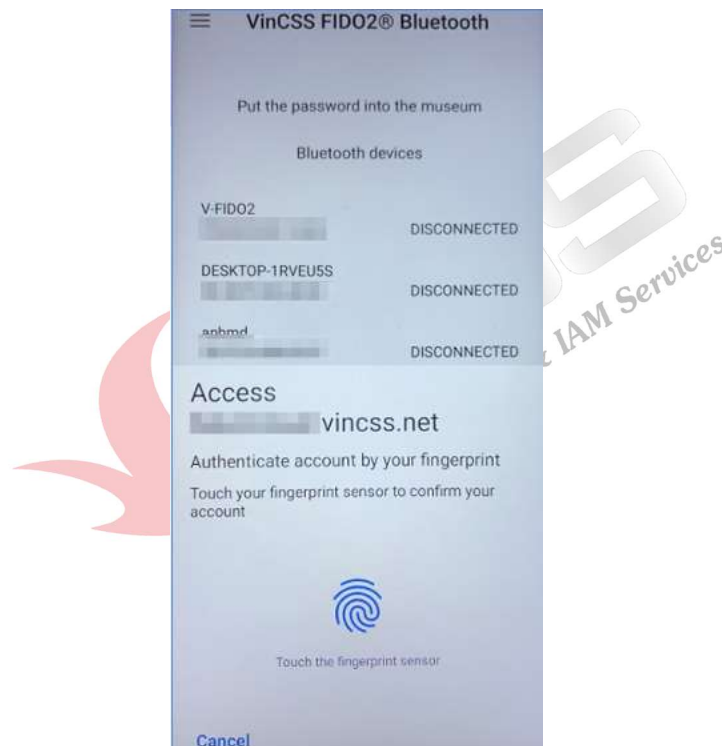 VinCSS FIDO2® Bluetooth
Put the password into the museum
Bluetooth devices
V-FIDO2
DISCONNECTED
DESKTOP-1RVEU5S
DISCONNECTED
anhmd
DISCONNECTED
& IAM Services
Access
vincss.net
Authenticate account by your fingerprint
Touch your fingerprint sensor to confirm your
account
Touch the fingerprint sensor
Cancel